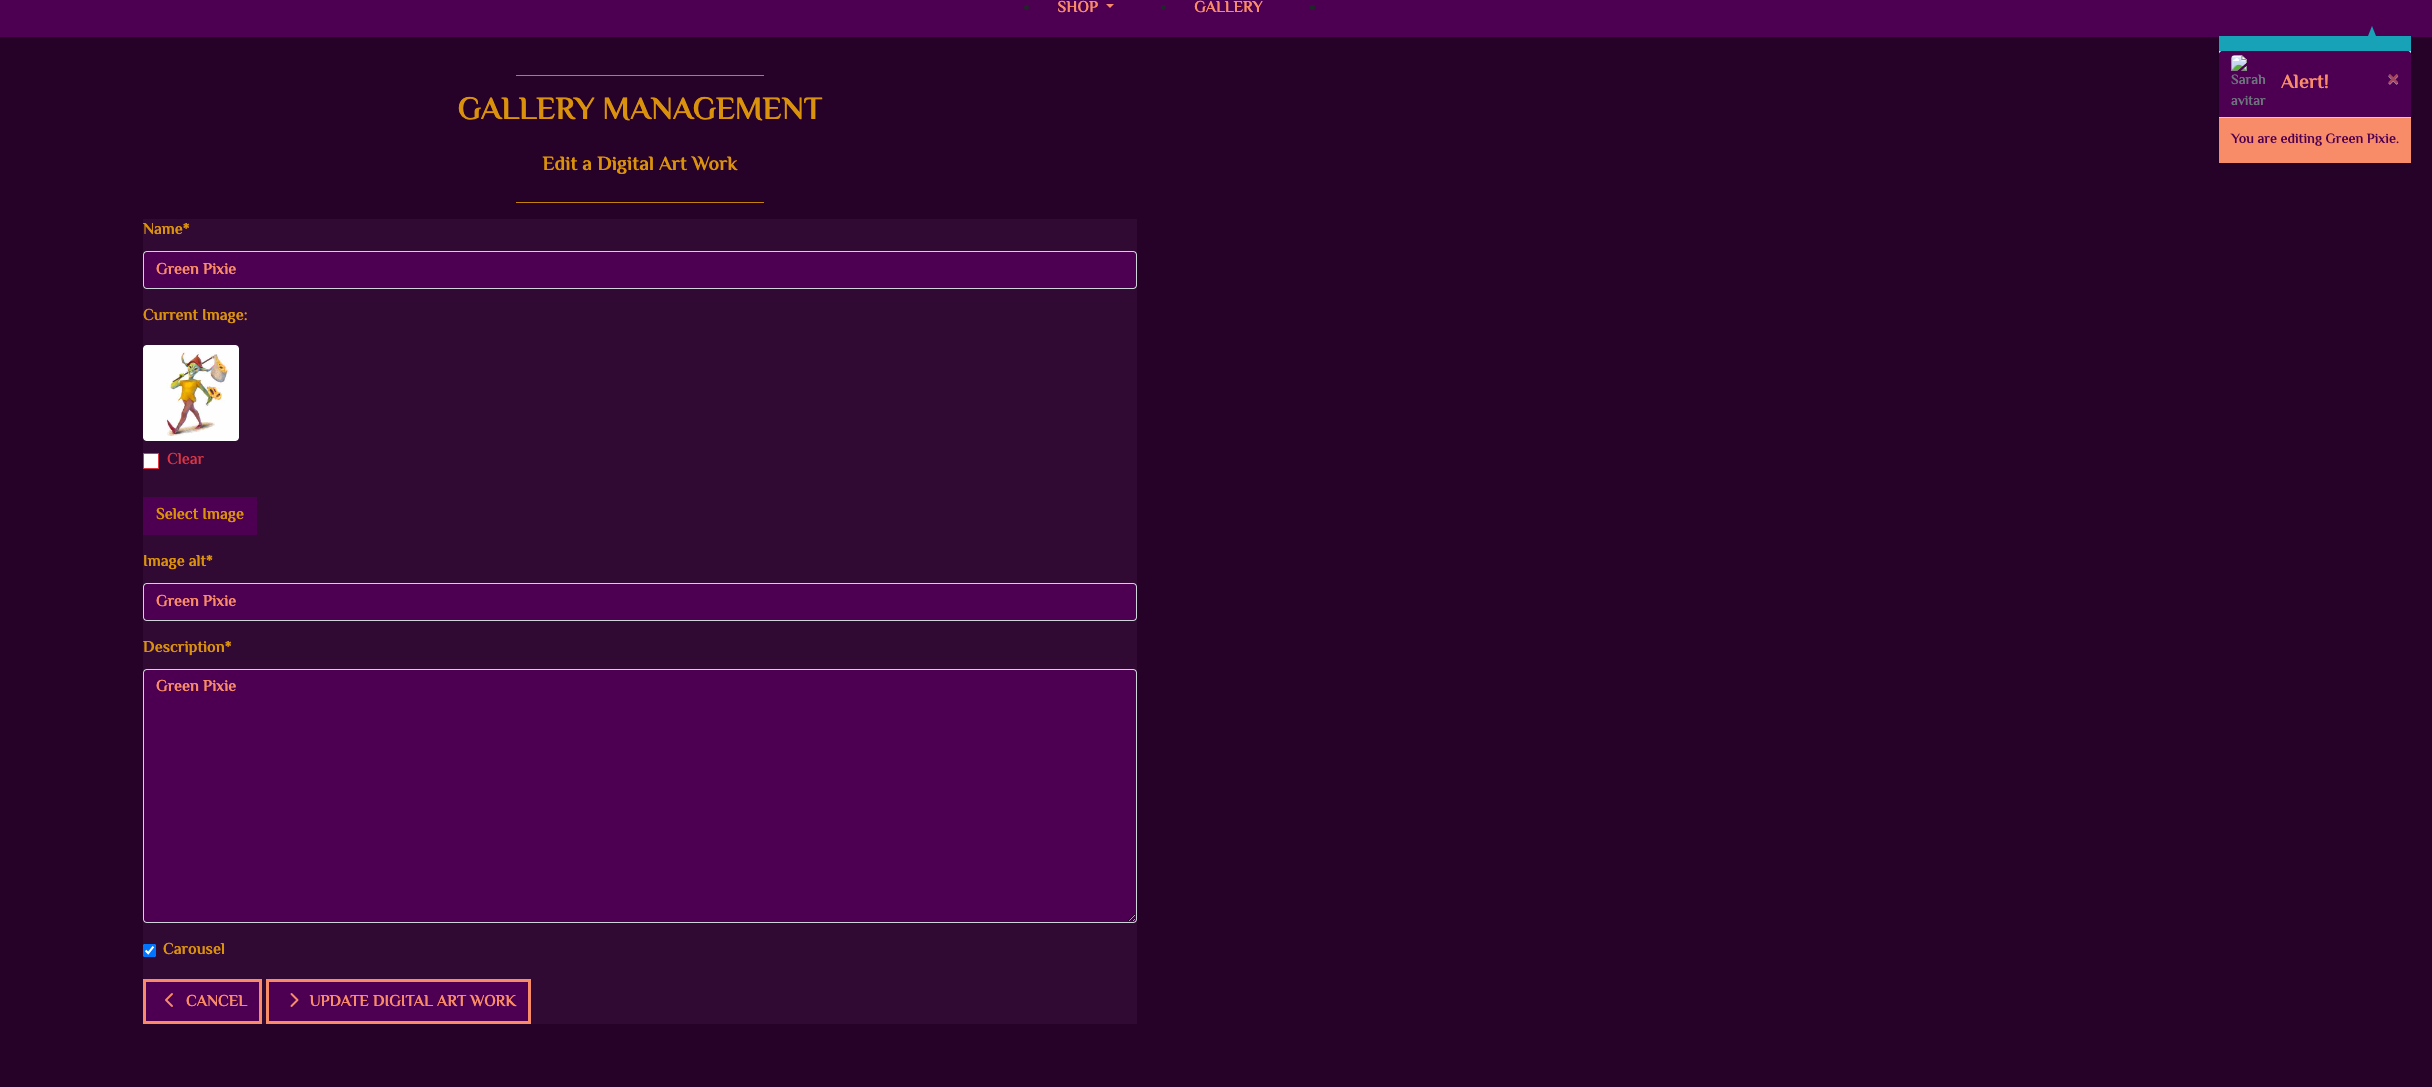 SHOP
GALLERY
Sarah
avitar
Alert!
You are editing Green Pixie.
GALLERY MANAGEMENT
Edit a Digital Art Work
Name*
Green Pixie
Current Image:
Clear
Select Image
Image alt*
Green Pixie
Description*
Green Pixie
Carousel
CANCEL
UPDATE DIGITAL ART WORK